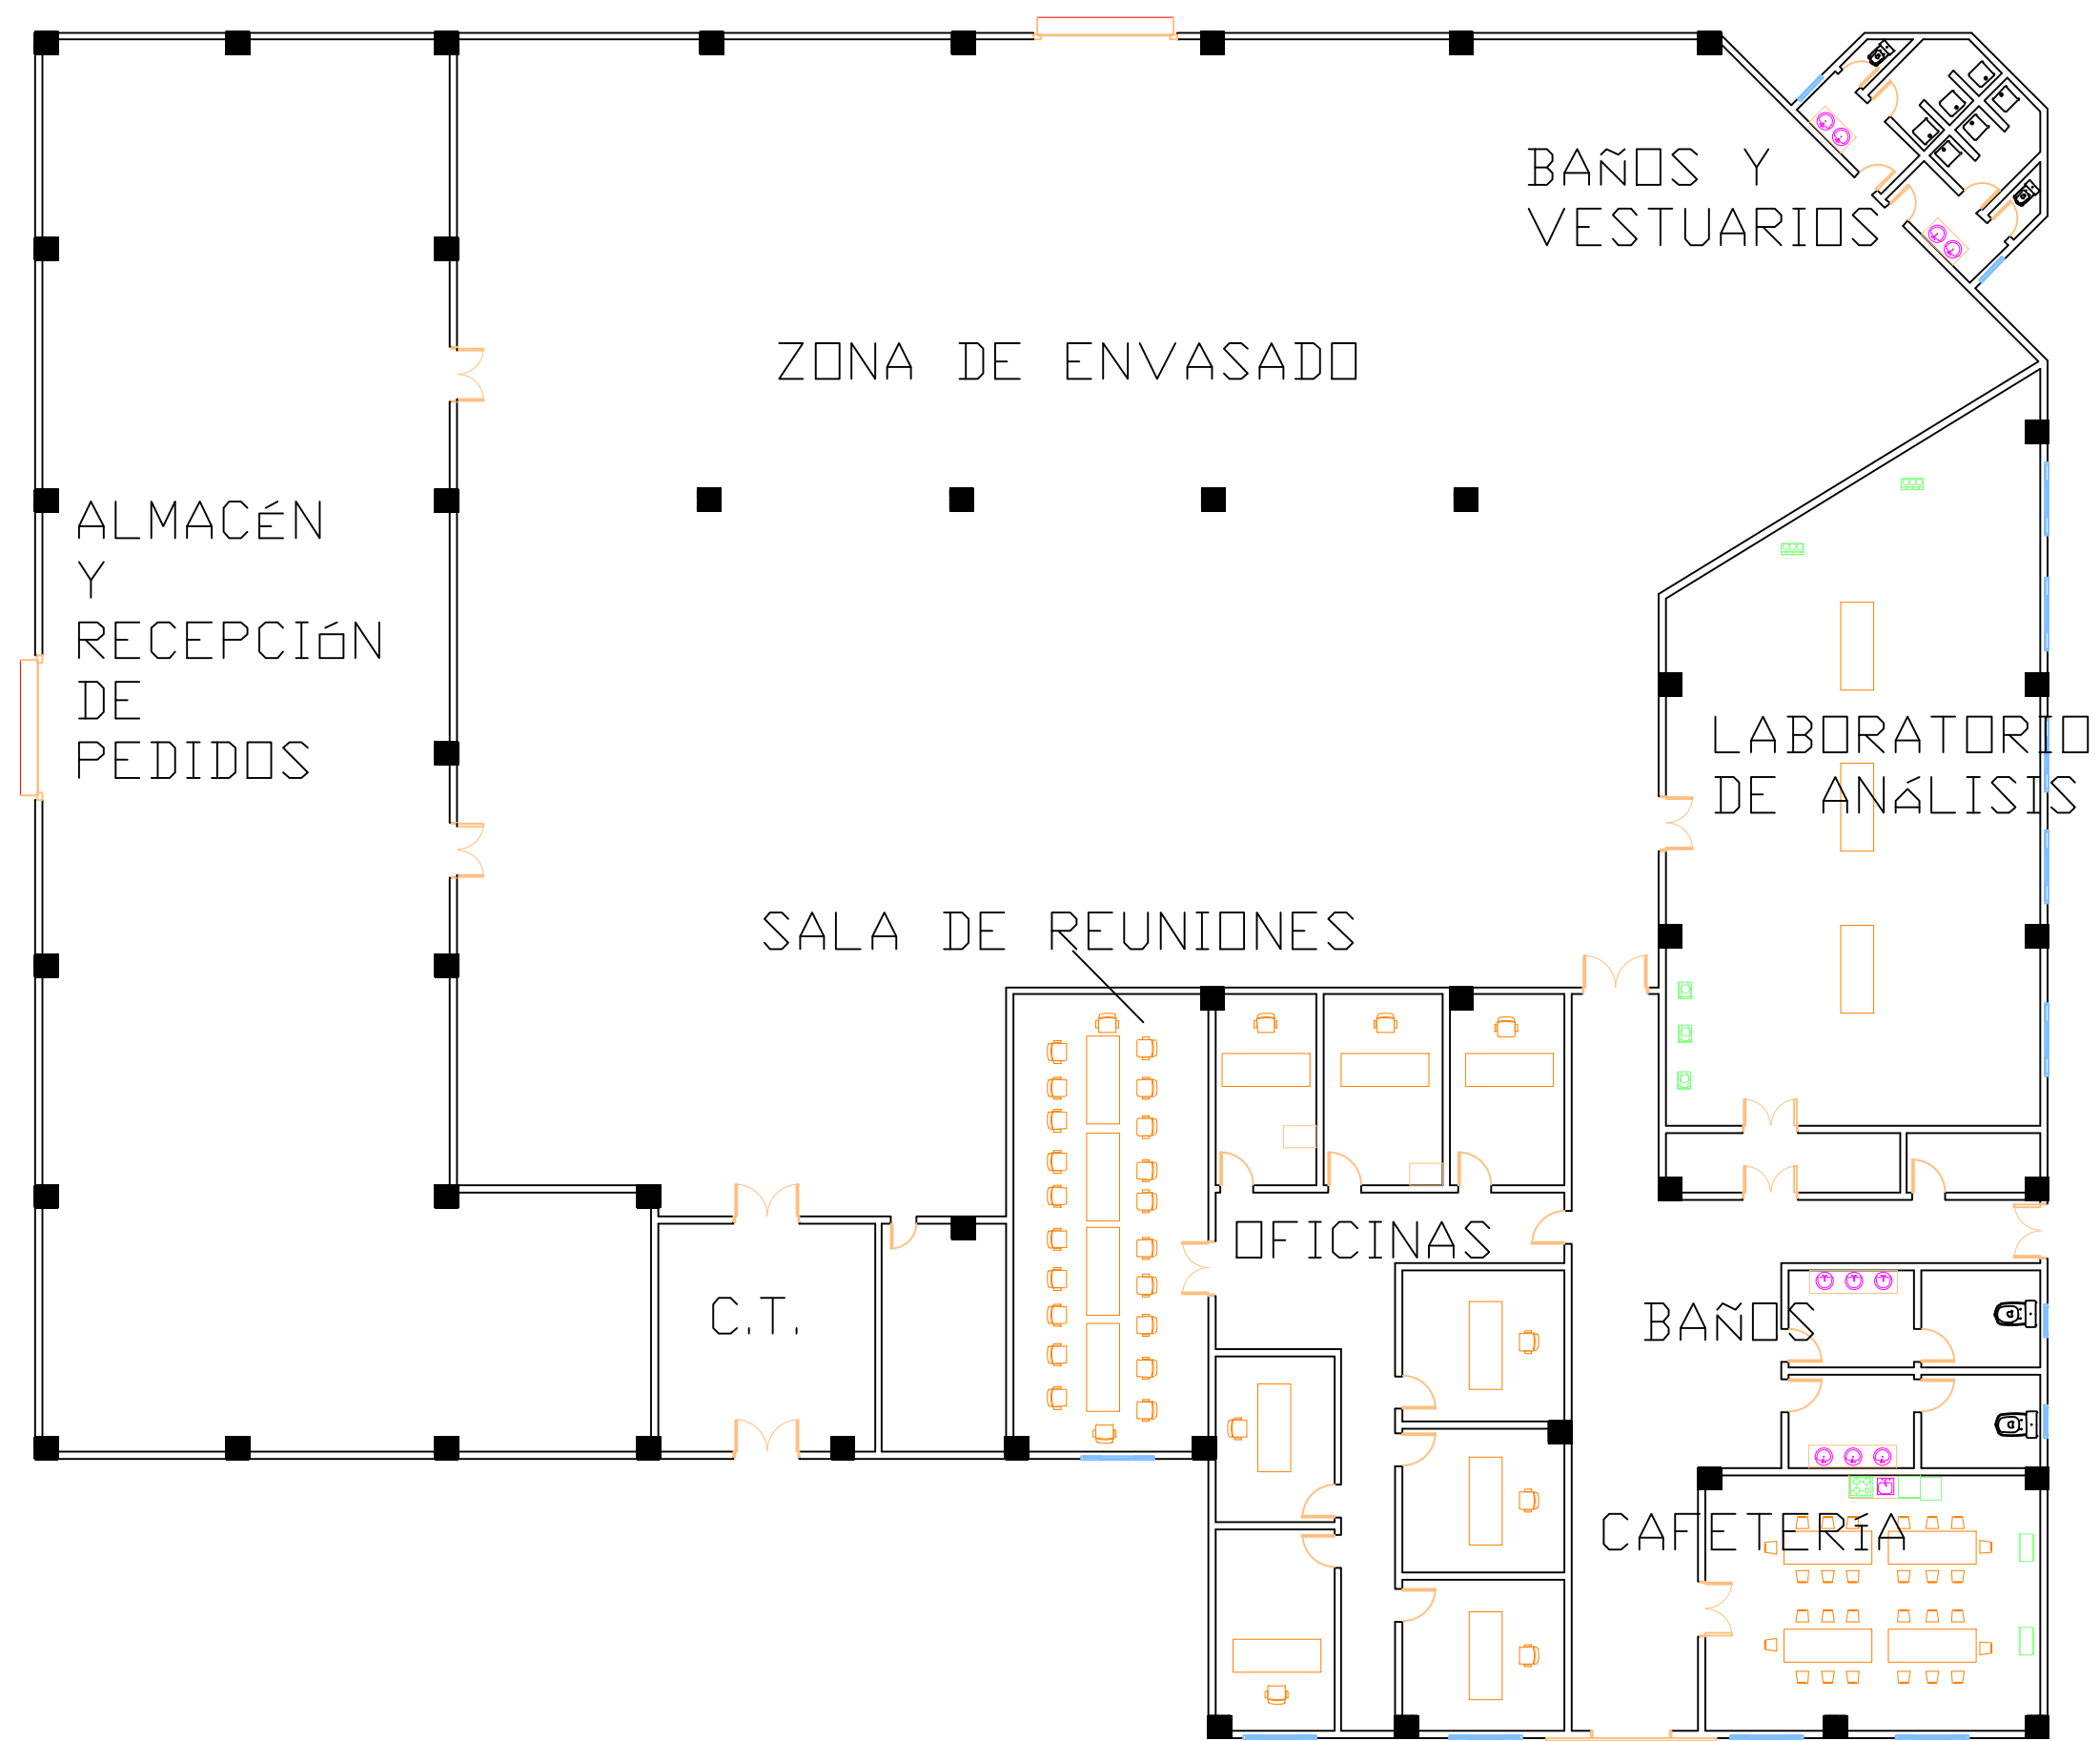 BAÑOS Y
VESTUARIOS
ZONA DE ENVASADO
ALMACéN
Y
RECEPCIóN
DE
PEDIDOS
LABORATORIO
DE ANáLISIS
SALA DE REUNIONES
OFICINAS
C.T.
BAÑOS
CAFETERíA